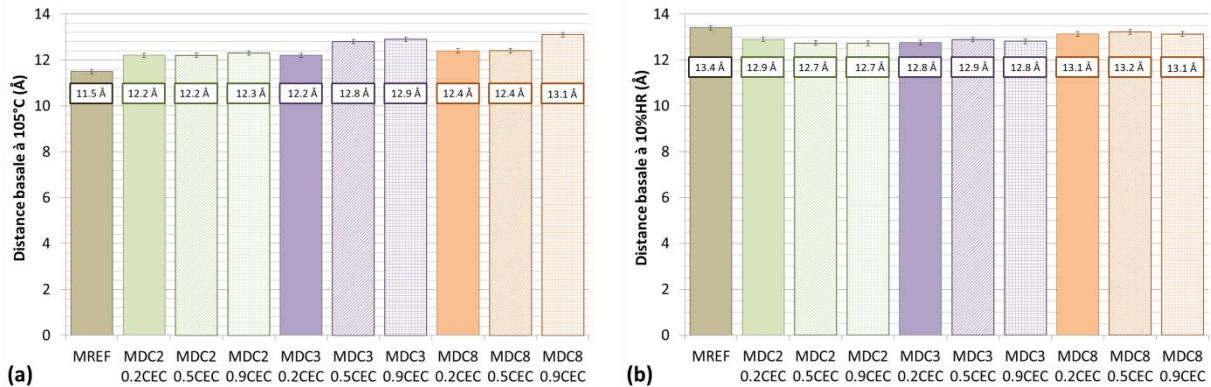 Distance basale à 105°C (Å)
14
12
10
8
6
4
2
0
11.5 Å 12.2 Å 12.2 Å 12.3 Å 12.2 Å 12.8 Å 12.9 Å 12.4 Å 12.4 Å 13.1 Å
MREF MDC2 MDC2 MDC2 MDC3 MDC3 MDC3 MDC8 MDC8 MDC8
0.2CEC 0.5CEC 0.9CEC 0.2CEC 0.5CEC 0.9CEC 0.2CEC 0.5CEC 0.9CEC
(a)
Distance basale à 10%HR (Å)
14
12
10
8
6
4
2
0
13.4 Å 12.9 Å 12.7 Å 12.7 Å 12.8 Å 12.9 Å 12.8 Å 13.1 Å 13.2 Å 13.1 Å
MREF MDC2 MDC2 MDC2 MDC3 MDC3 MDC3 MDC8 MDC8 MDC8
0.2CEC 0.5CEC 0.9CEC 0.2CEC 0.5CEC 0.9CEC 0.2CEC 0.5CEC 0.9CEC
(b)